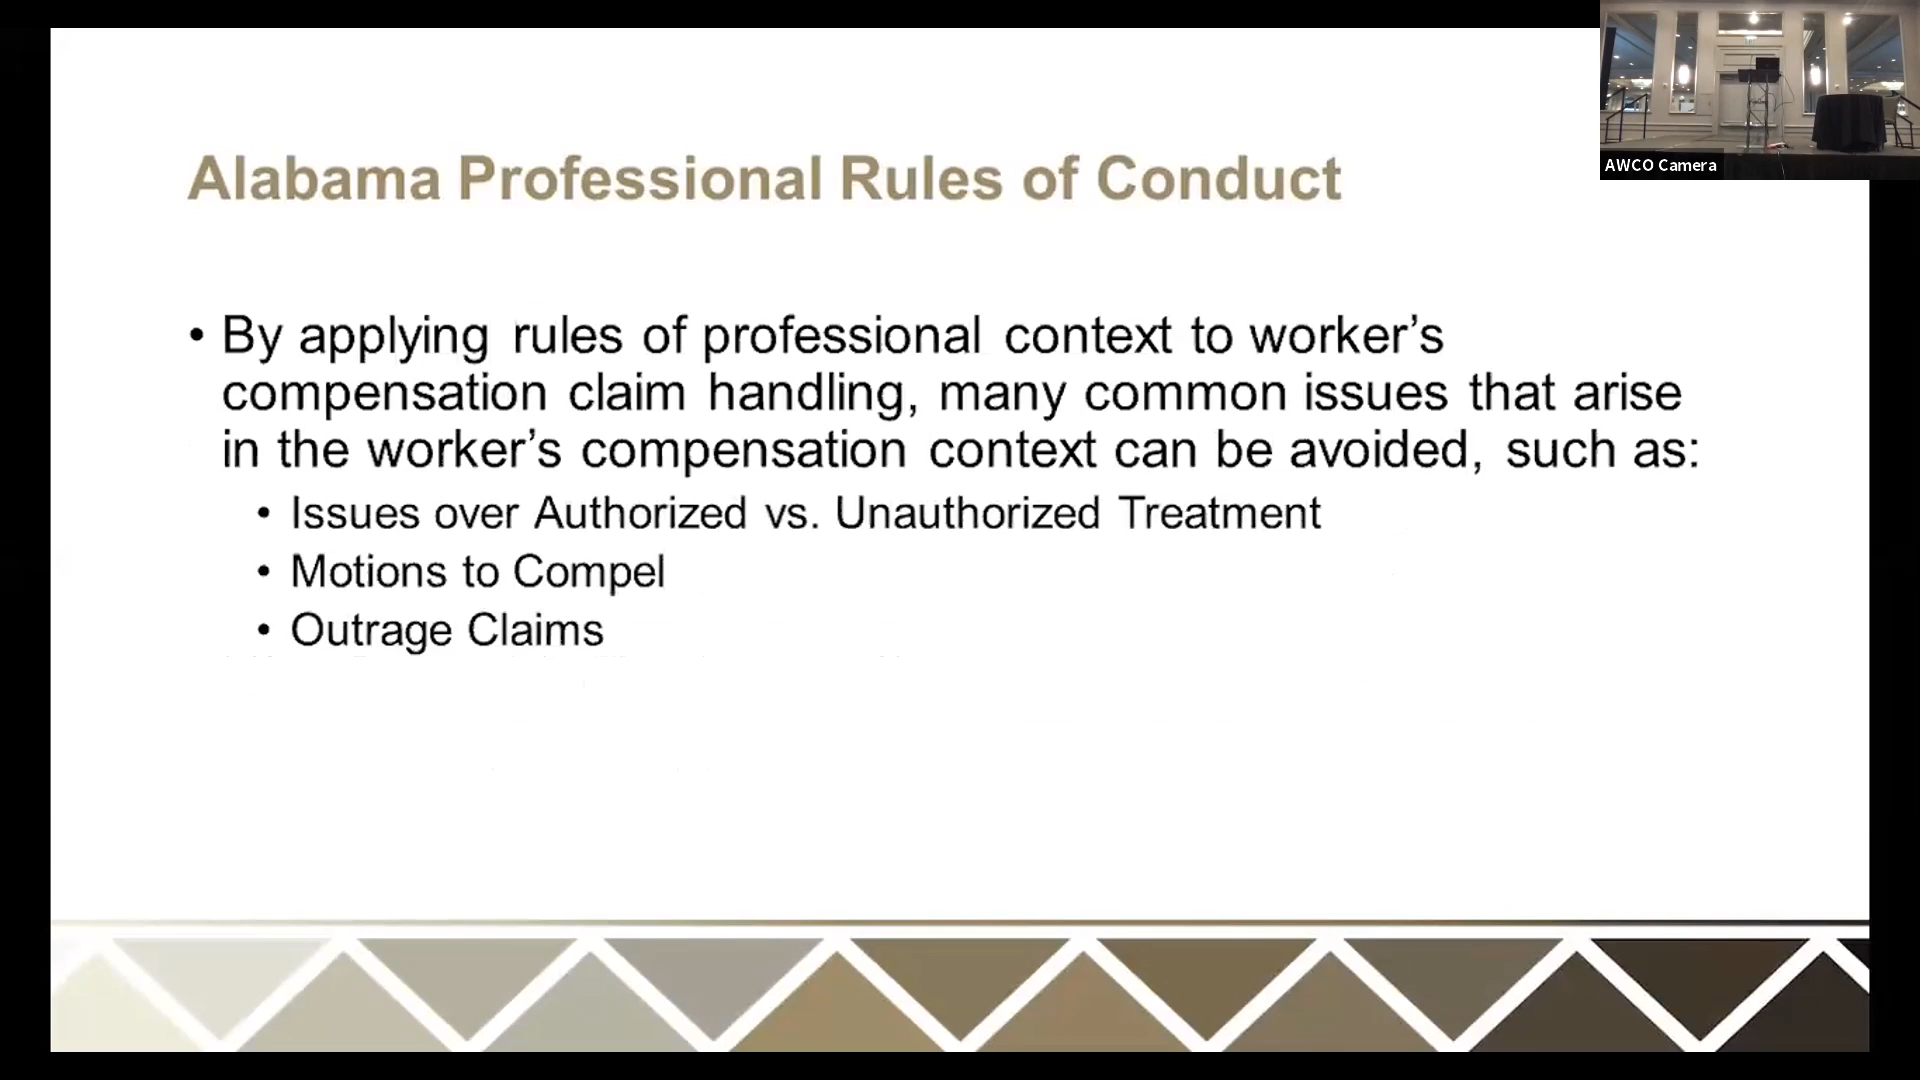 Alabama Professional Rules of Conduct
• By applying rules of professional context to worker’s
compensation claim handling, many common issues that arise
in the worker’s compensation context can be avoided, such as:
• Issues over Authorized vs. Unauthorized Treatment
• Motions to Compel
• Outrage Claims
AWCO Camera